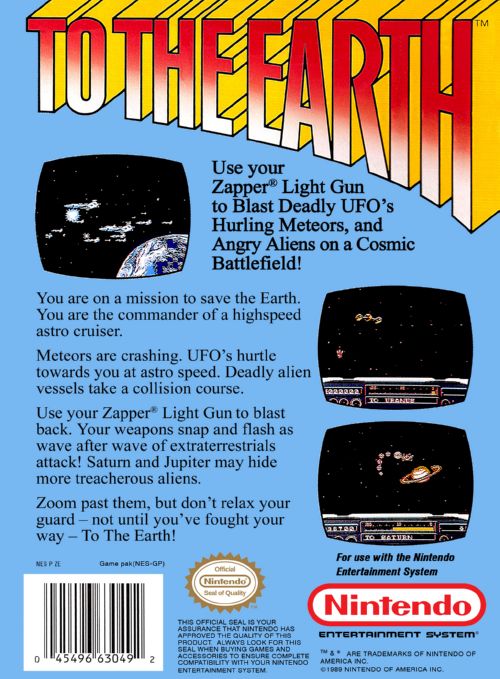 TO THE EARTH™
Use your
Zapper® Light Gun
to Blast Deadly UFO's
Hurling Meteors, and
Angry Aliens on a Cosmic
Battlefield!
You are on a mission to save the Earth.
You are the commander of a highspeed
astro cruiser.
Meteors are crashing. UFO's hurtle
towards you at astro speed. Deadly alien
vessels take a collision course.
Use your Zapper® Light Gun to blast
back. Your weapons snap and flash as
wave after wave of extraterrestrials
attack! Saturn and Jupiter may hide
more treacherous aliens.
Zoom past them, but don't relax your
guard – not until you've fought your
way – To The Earth!
TO URANUS
TO SATURN
For use with the Nintendo
Entertainment System
NES P ZE
Game pak(NES-GP)
Official
Nintendo®
Seal of Quality
THIS OFFICIAL SEAL IS YOUR
ASSURANCE THAT NINTENDO HAS
APPROVED THE QUALITY OF THIS
PRODUCT. ALWAYS LOOK FOR THIS
SEAL WHEN BUYING GAMES AND
ACCESSORIES TO ENSURE COMPLETE
COMPATIBILITY WITH YOUR NINTENDO
ENTERTAINMENT SYSTEM.
Nintendo®
ENTERTAINMENT SYSTEM®
™ & ® ARE TRADEMARKS OF NINTENDO OF
AMERICA INC.
©1989 NINTENDO OF AMERICA INC.
0 45496 63049 2